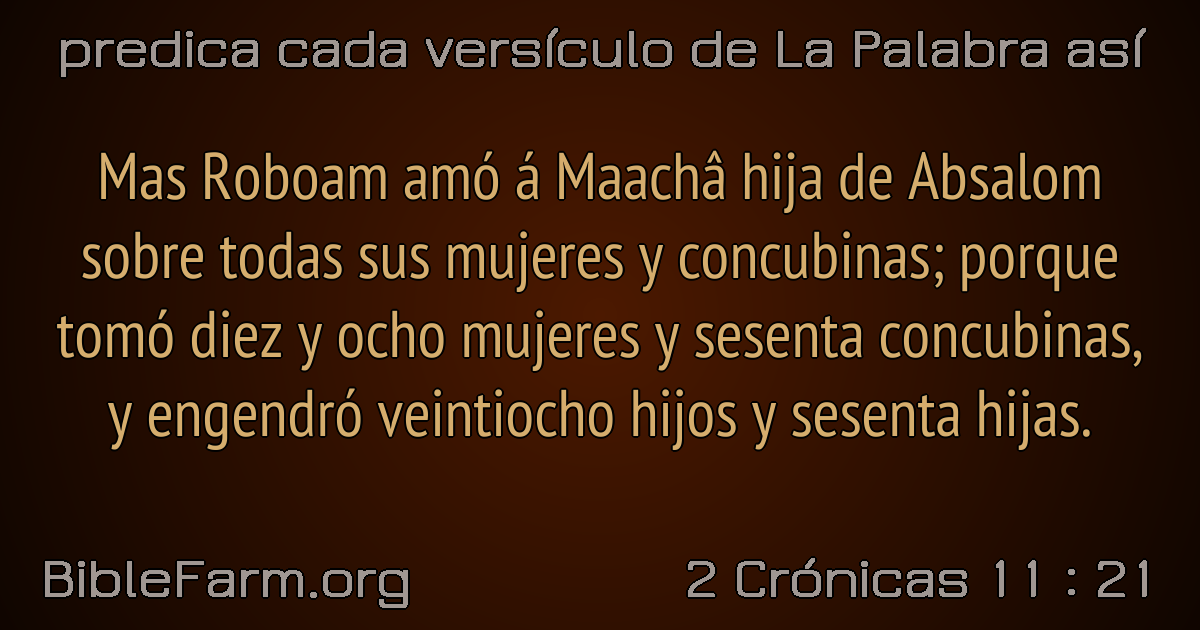 predica cada versículo de La Palabra así
Mas Roboam amó á Maachâ hija de Absalom
sobre todas sus mujeres y concubinas; porque
tomó diez y ocho mujeres y sesenta concubinas,
y engendró veintiocho hijos y sesenta hijas.
BibleFarm.org
2 Crónicas 11 : 21